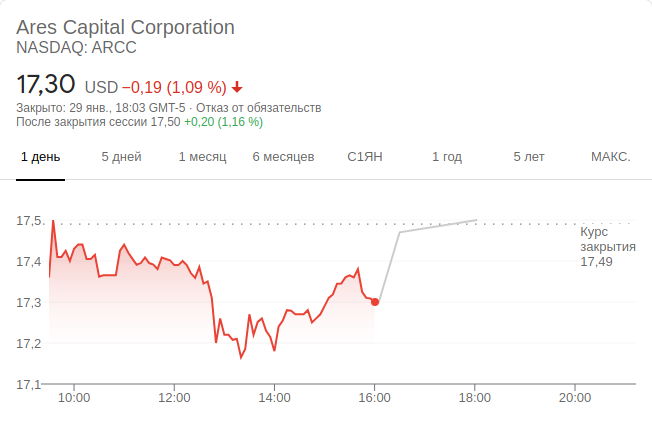 Ares Capital Corporation
NASDAQ: ARCC
17,30 USD −0,19 (1,09 %)
Закрыто: 29 янв., 18:03 GMT-5 · Отказ от обязательств
После закрытия сессии 17,50 +0,20 (1,16 %)
1 день 5 дней 1 месяц 6 месяцев С1ЯН 1 год 5 лет МАКС.
17,5
Курс
закрытия
17,49
17,4
17,3
17,2
17,1
10:00 12:00 14:00 16:00 18:00 20:00